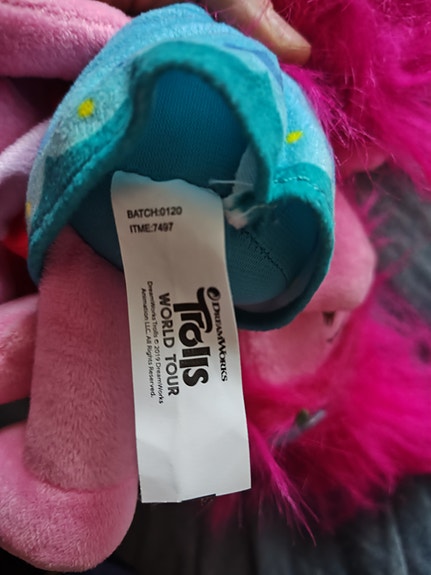 BATCH:0120
ITME:7497
DREAMWORKS
Trolls
WORLD TOUR
DreamWorks Trolls © 2019 DreamWorks
Animation LLC. All Rights Reserved.